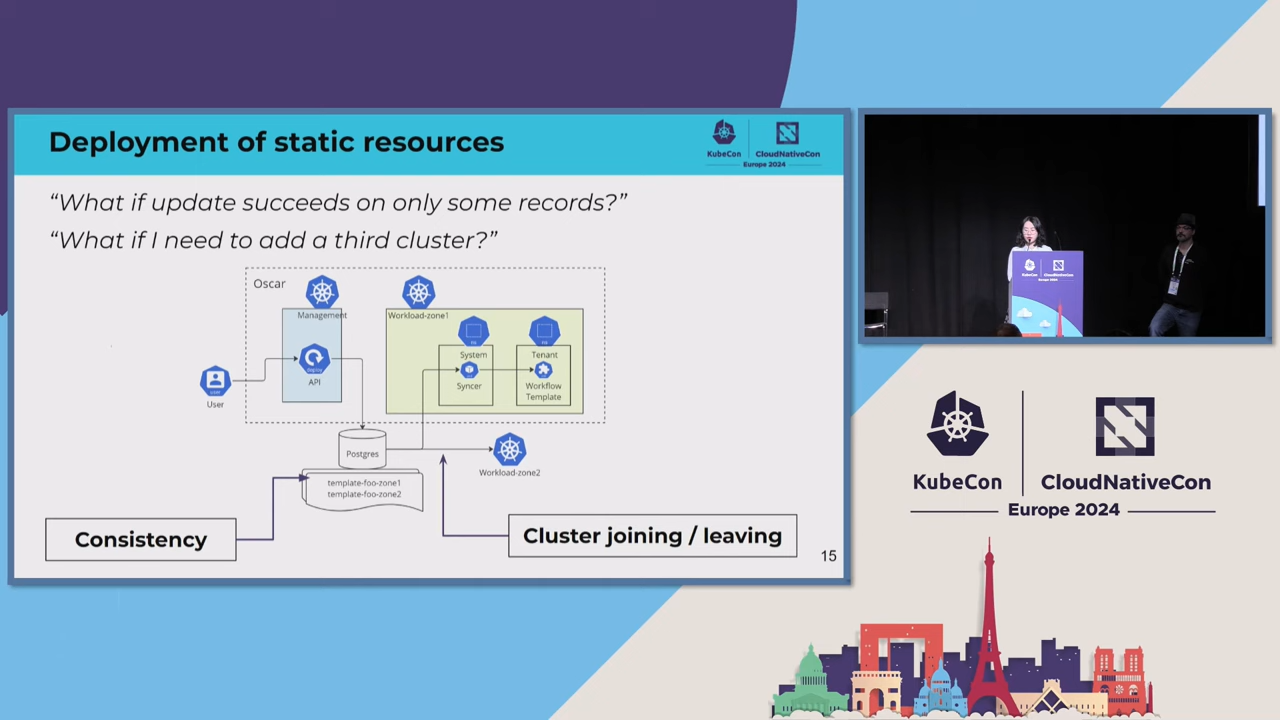 Deployment of static resources
KubeCon
CloudNativeCon
Europe 2024
“What if update succeeds on only some records?”
“What if I need to add a third cluster?”
Oscar
Management
Workload-zone1
System
Tenant
API
Syncer
Workflow
Template
User
Postgres
Workload-zone2
template-foo-zone1
template-foo-zone2
Consistency
Cluster joining / leaving
15
KubeCon
CloudNativeCon
Europe 2024